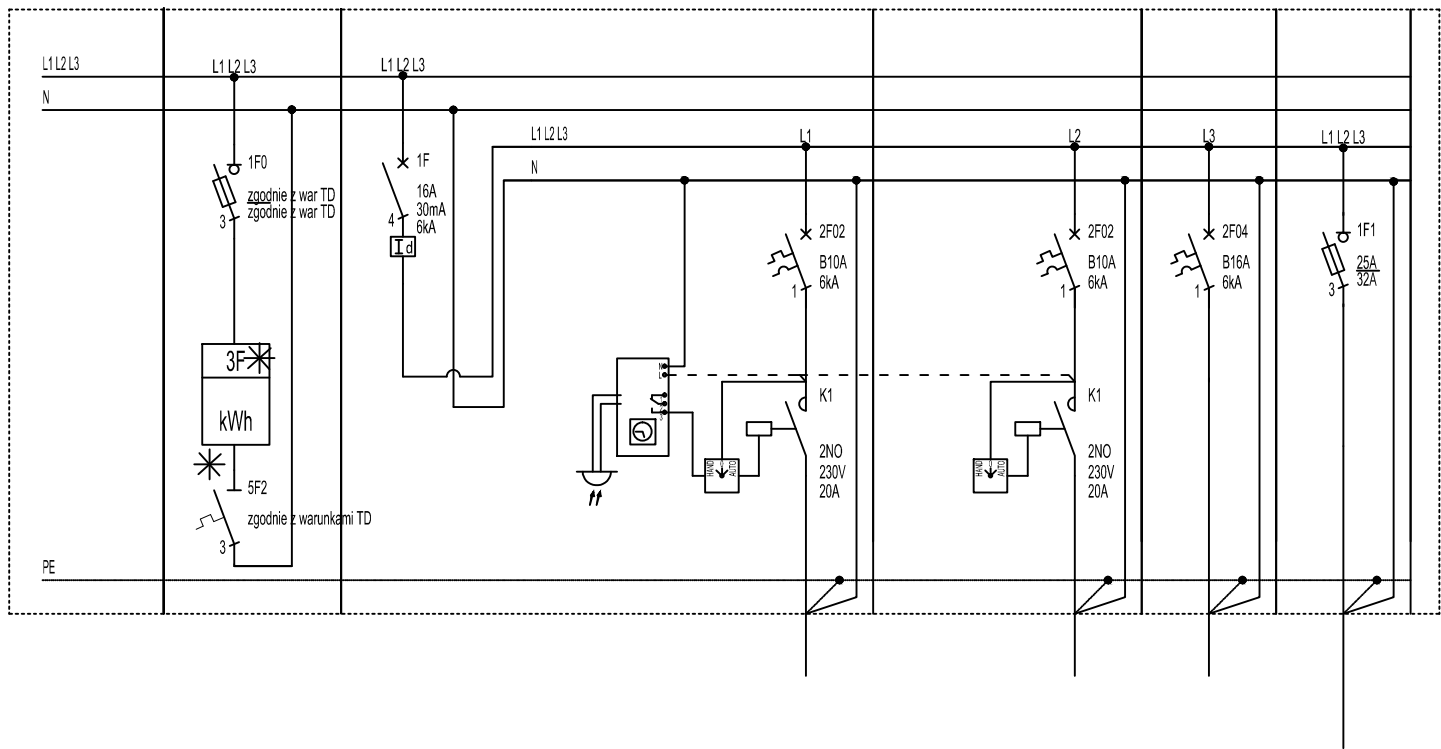 L1 L2 L3
N
L1 L2 L3
1F0
zgodnie z war TD
zgodnie z war TD
3
3F
kWh
5F2
zgodnie z warunkami TD
3
PE
L1 L2 L3
1F
16A
30mA
6kA
4
I d
L1 L2 L3
N
N
L
HAND
AUTO
L1
2F02
B10A
6kA
1
K1
2NO
230V
20A
L2
2F02
B10A
6kA
1
HAND
AUTO
K1
2NO
230V
20A
L3
2F04
B16A
6kA
1
L1 L2 L3
1F1
25A
32A
3